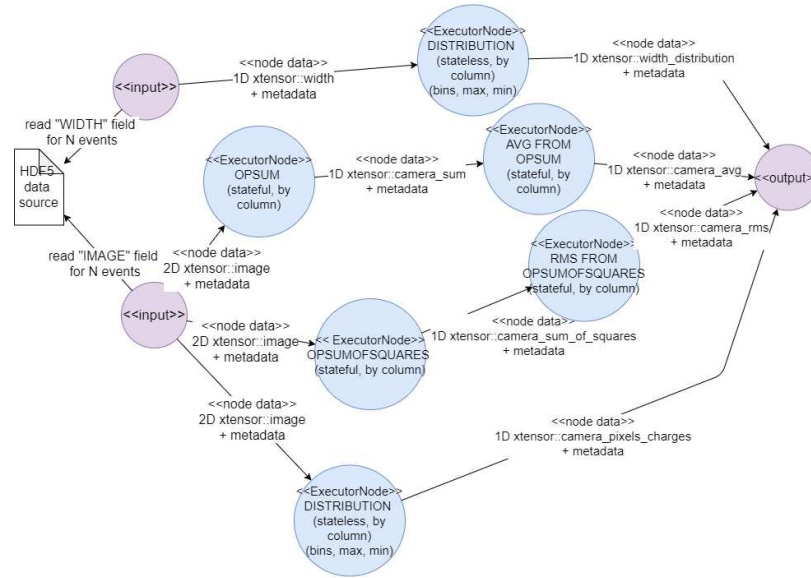 <<input>>
<<node data>>
1D xtensor::width
+ metadata
<<ExecutorNode>>
DISTRIBUTION
(stateless, by
column)
(bins, max, min)
<<node data>>
1D xtensor::width_distribution
+ metadata
read "WIDTH" field
for N events
HDF5
data
source
read "IMAGE" field
for N events
<<ExecutorNode>>
OPSUM
(stateful, by
column)
<<node data>>
1D xtensor::camera_sum
+ metadata
<<ExecutorNode>>
AVG FROM
OPSUM
(stateful, by
column)
<<node data>>
1D xtensor::camera_avg
+ metadata
<<output>>
<<node data>>
1D xtensor::camera_rms
+ metadata
<<node data>>
2D xtensor::image
+ metadata
<<input>>
<<ExecutorNode>>
RMS FROM
OPSUMOFSQUARES
(stateful, by column)
<<node data>>
2D xtensor::image
+ metadata
<< ExecutorNode>>
OPSUMOFSQUARES
(stateful, by column)
<<node data>>
1D xtensor::camera_sum_of_squares
+ metadata
<<node data>>
2D xtensor::image
+ metadata
<<node data>>
1D xtensor::camera_pixels_charges
+ metadata
<<ExecutorNode>>
DISTRIBUTION
(stateless, by
column)
(bins, max, min)